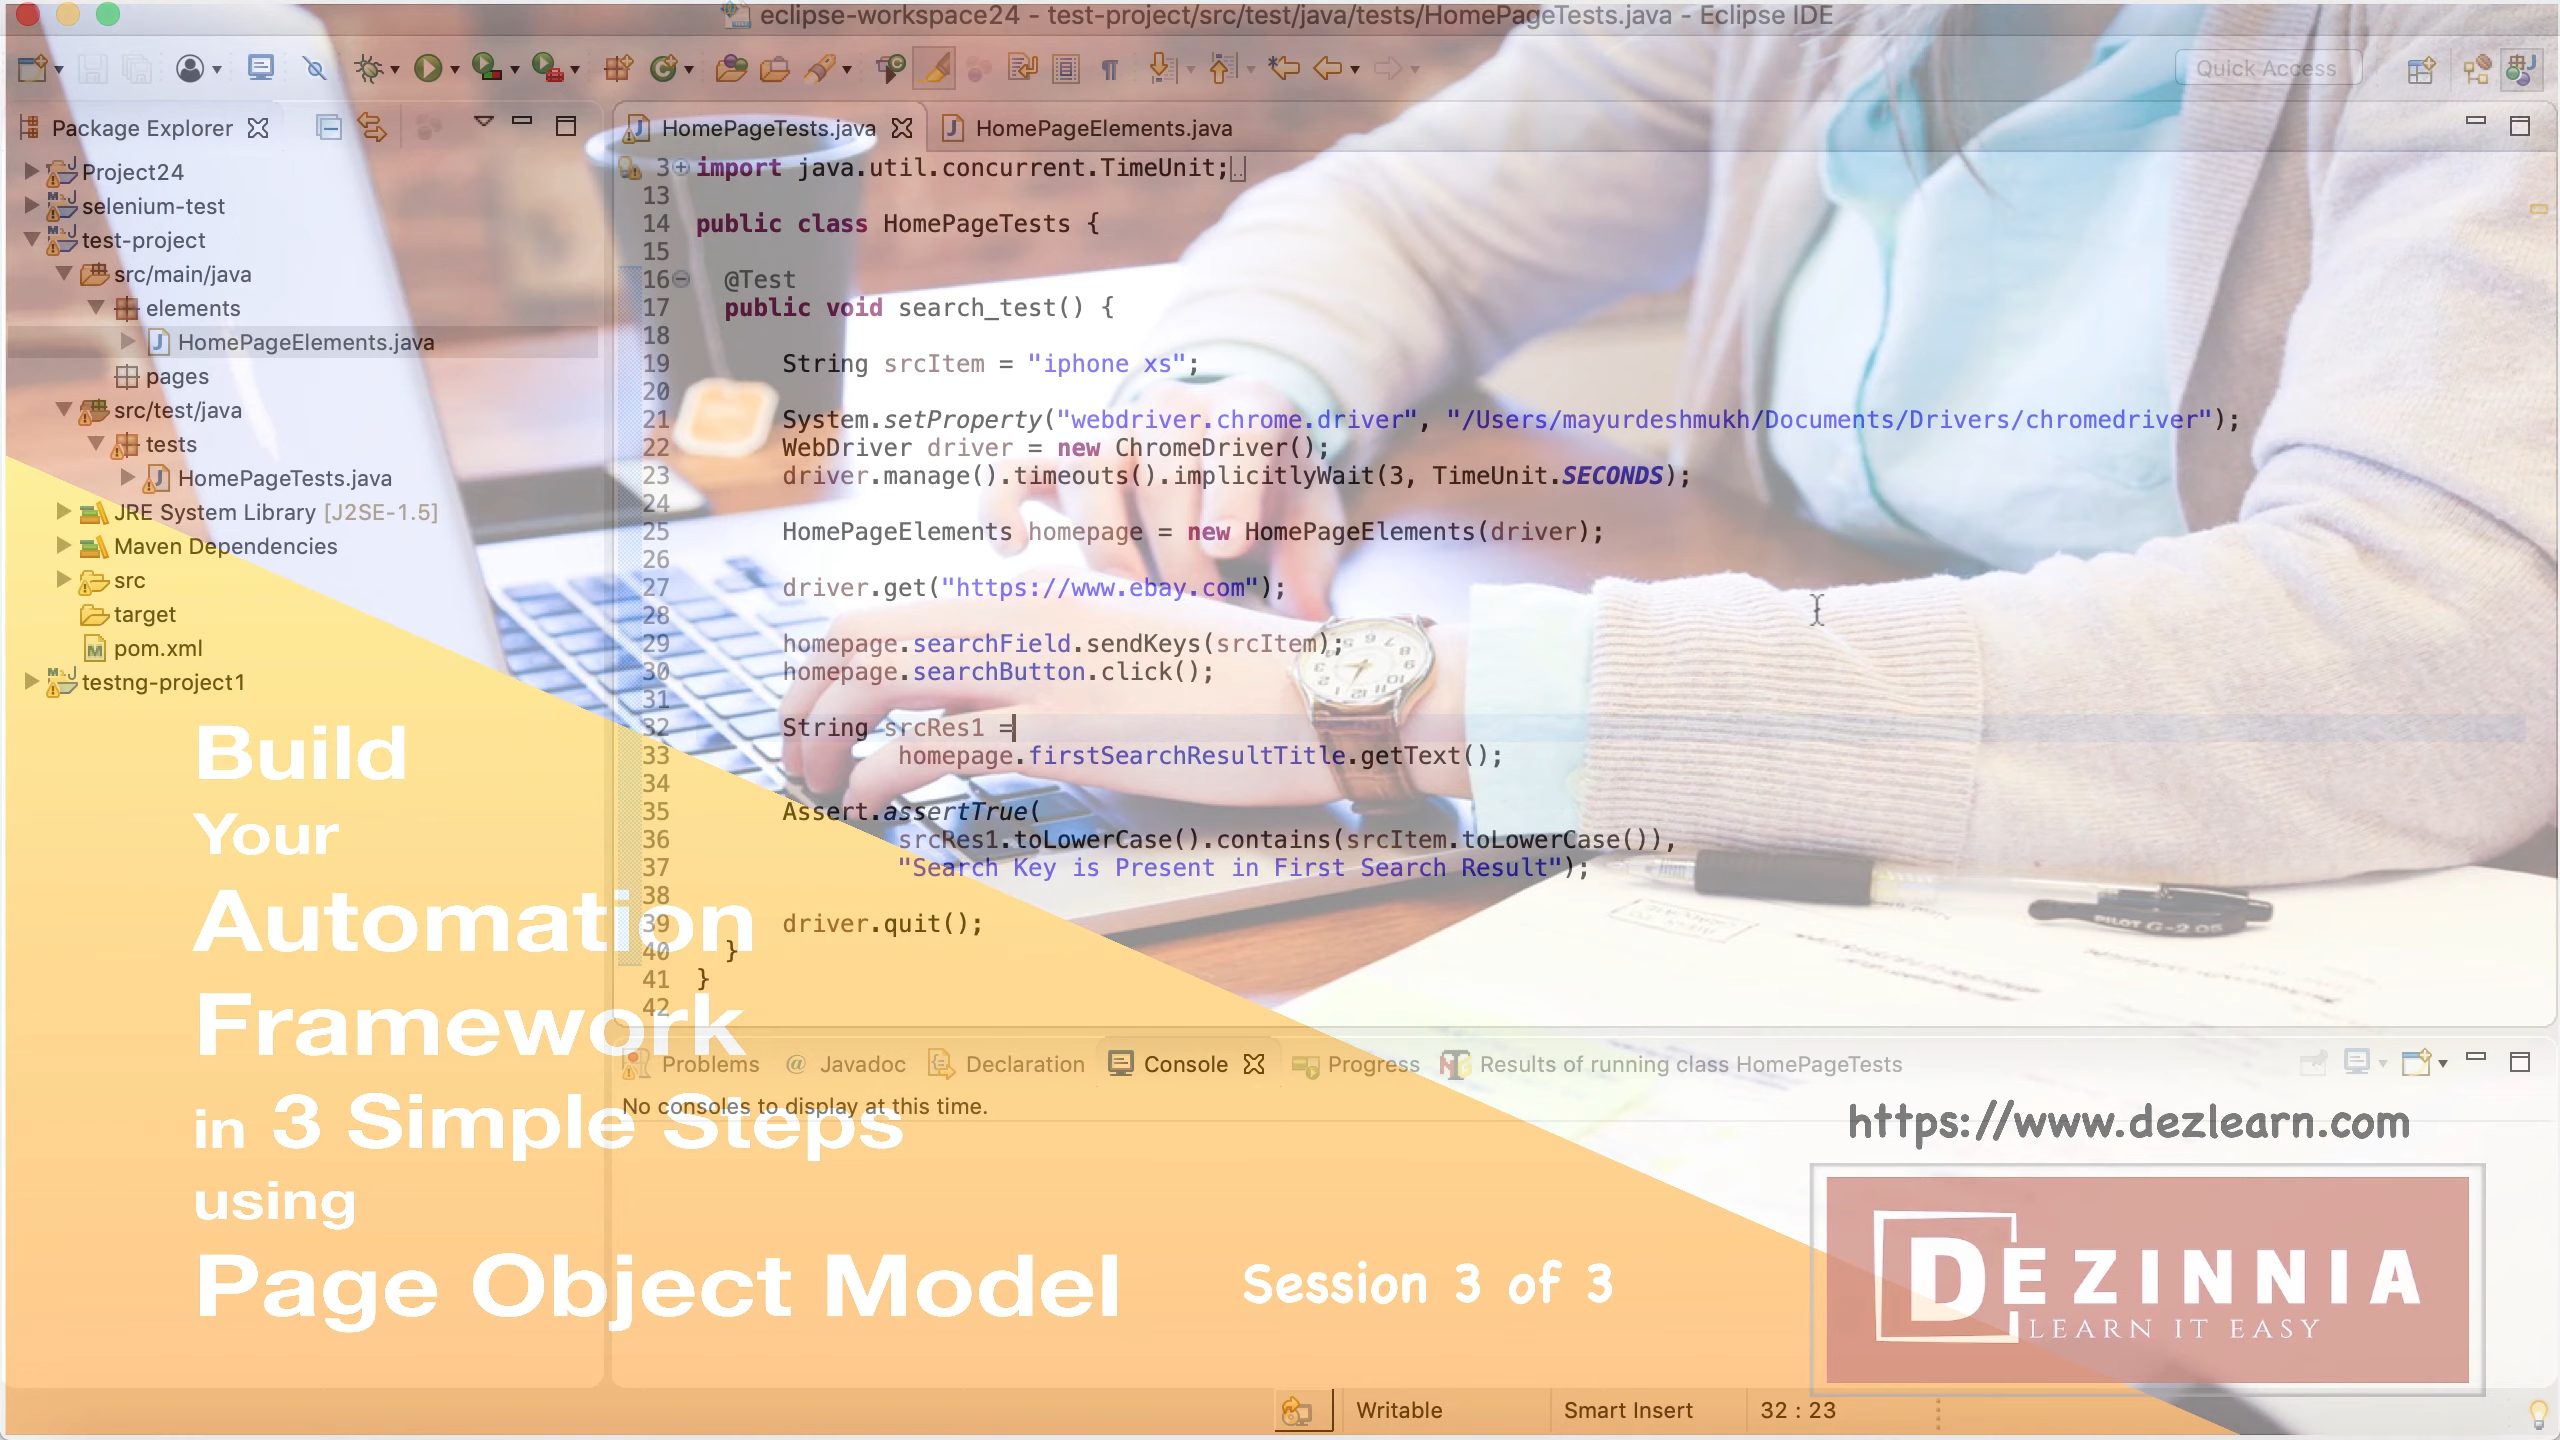 eclipse-workspace24 - test-project/src/test/java/tests/HomePageTests.java - Eclipse IDE
Quick Access
Package Explorer
HomePageTests.java
HomePageElements.java
Project24
selenium-test
test-project
src/main/java
elements
HomePageElements.java
pages
src/test/java
tests
HomePageTests.java
JRE System Library [J2SE-1.5]
Maven Dependencies
src
target
pom.xml
testng-project1
3 import java.util.concurrent.TimeUnit;
13
14 public class HomePageTests {
15
16 @Test
17 public void search_test() {
18
19 String srcItem = "iphone xs";
20
21 System.setProperty("webdriver.chrome.driver", "/Users/mayurdeshmukh/Documents/Drivers/chromedriver");
22 WebDriver driver = new ChromeDriver();
23 driver.manage().timeouts().implicitlyWait(3, TimeUnit.SECONDS);
24
25 HomePageElements homepage = new HomePageElements(driver);
26
27 driver.get("https://www.ebay.com");
28
29 homepage.searchField.sendKeys(srcItem);
30 homepage.searchButton.click();
31
32 String srcRes1 =
33 homepage.firstSearchResultTitle.getText();
34
35 Assert.assertTrue(
36 srcRes1.toLowerCase().contains(srcItem.toLowerCase()),
37 "Search Key is Present in First Search Result");
38
39 driver.quit();
40 }
41 }
42
Problems @ Javadoc Declaration Console Progress Results of running class HomePageTests
No consoles to display at this time.
Build
Your
Automation
Framework
in 3 Simple Steps
using
Page Object Model
Session 3 of 3
https://www.dezlearn.com
DEZINNIA
LEARN IT EASY
PILOT G-2 05
Writable
Smart Insert
32 : 23